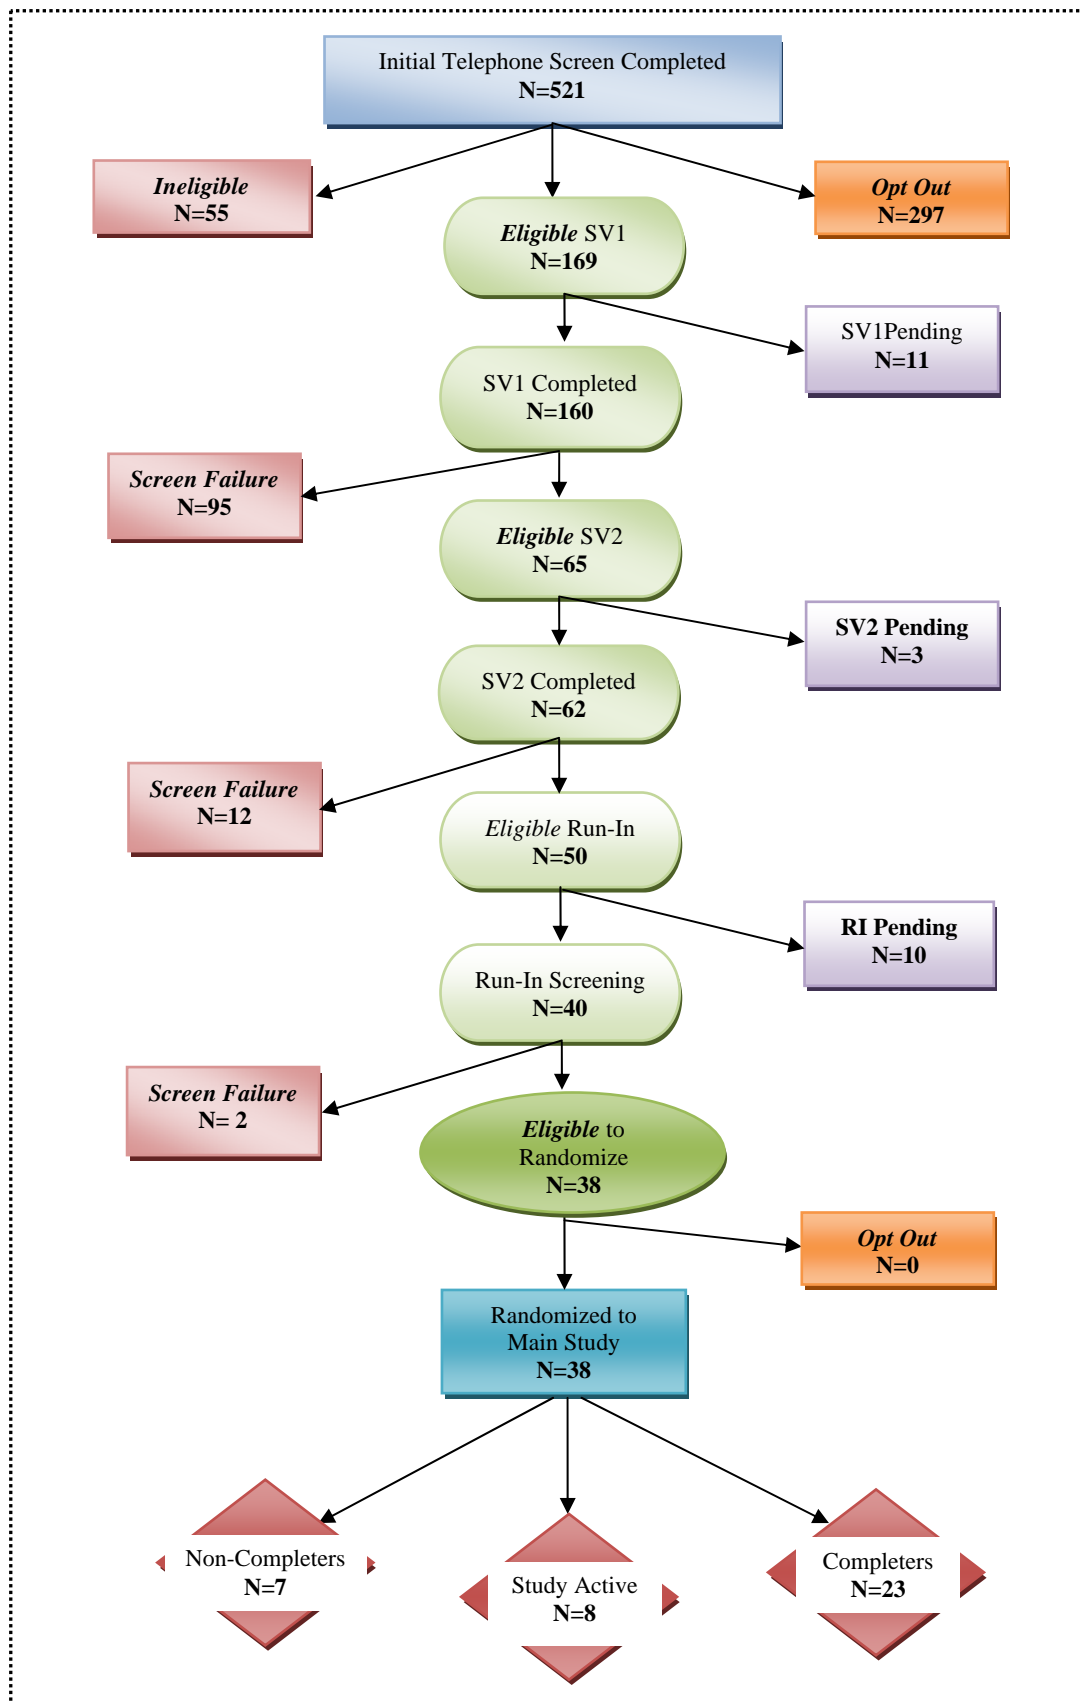 Initial Telephone Screen Completed
N=521
Ineligible
N=55
Opt Out
N=297
Eligible SV1
N=169
SV1Pending
N=11
SV1 Completed
N=160
Screen Failure
N=95
Eligible SV2
N=65
SV2 Pending
N=3
SV2 Completed
N=62
Screen Failure
N=12
Eligible Run-In
N=50
RI Pending
N=10
Run-In Screening
N=40
Screen Failure
N= 2
Eligible to
Randomize
N=38
Opt Out
N=0
Randomized to
Main Study
N=38
Non-Completers
N=7
Study Active
N=8
Completers
N=23